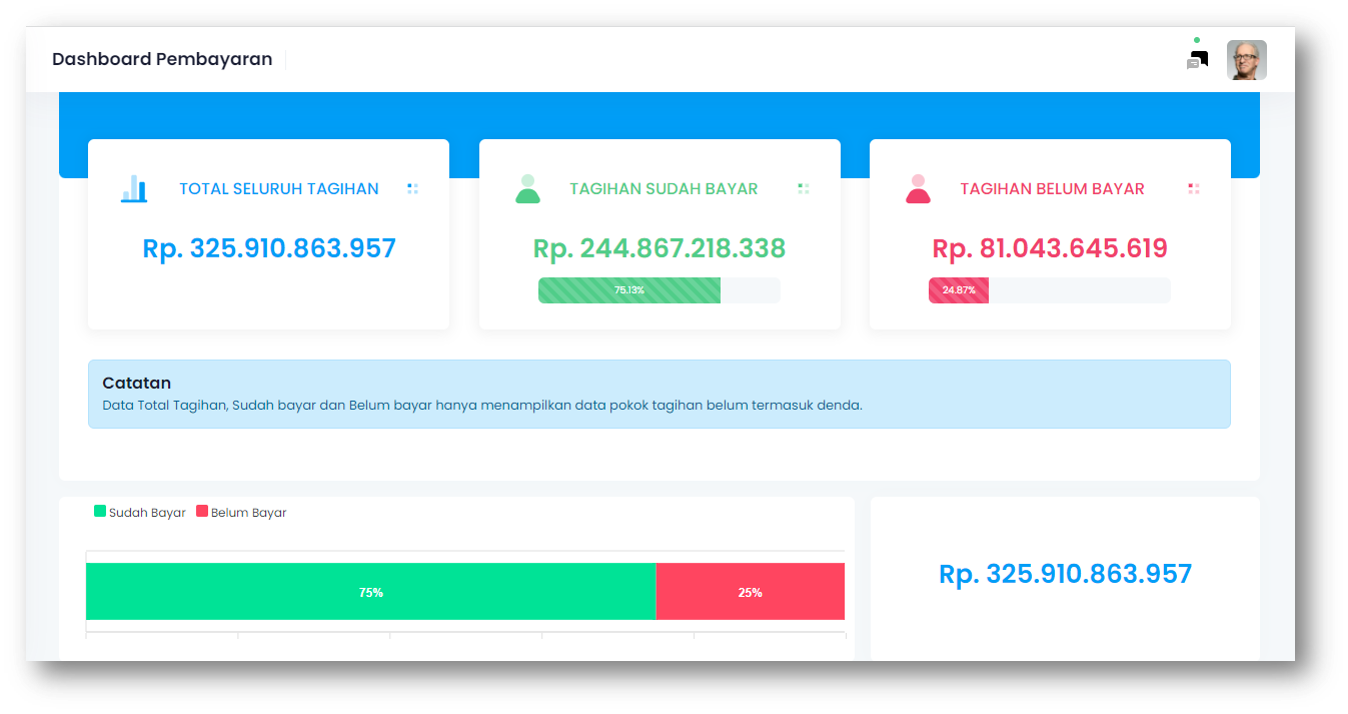 Dashboard Pembayaran
TOTAL SELURUH TAGIHAN
Rp. 325.910.863.957
TAGIHAN SUDAH BAYAR
Rp. 244.867.218.338
75.13%
TAGIHAN BELUM BAYAR
Rp. 81.043.645.619
24.87%
Catatan
Data Total Tagihan, Sudah bayar dan Belum bayar hanya menampilkan data pokok tagihan belum termasuk denda.
Sudah Bayar Belum Bayar
75% 25%
Rp. 325.910.863.957